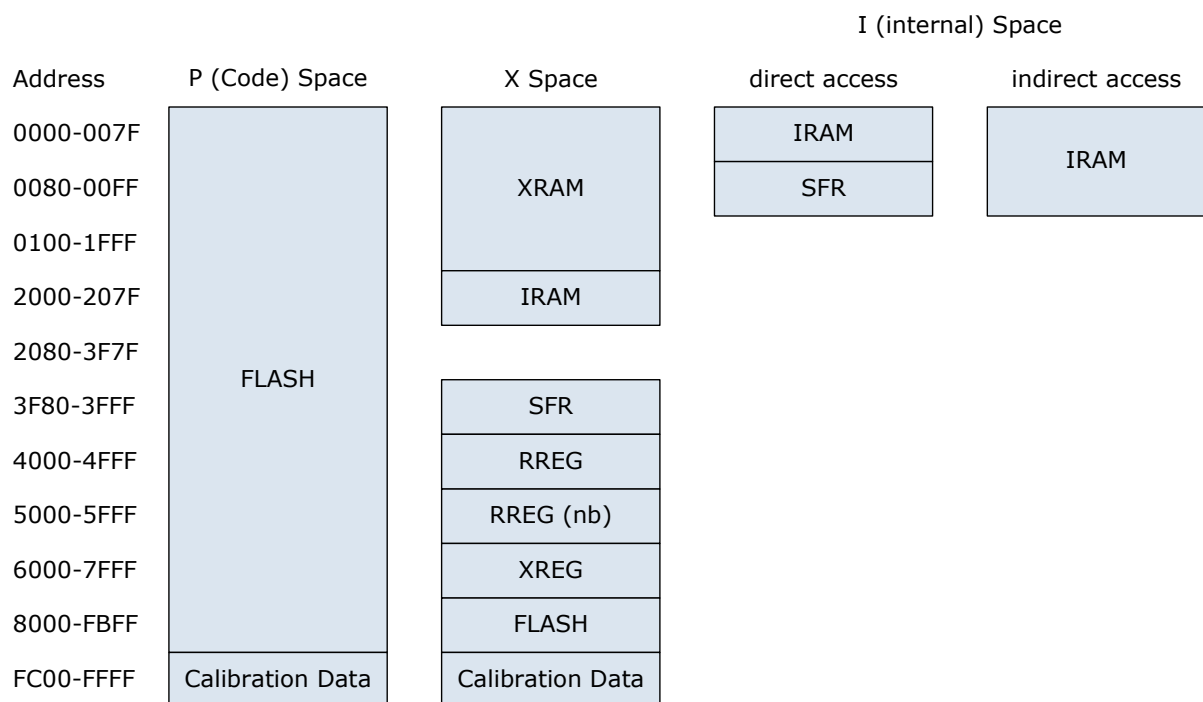 I (internal) Space
Address P (Code) Space X Space direct access indirect access
0000-007F IRAM
IRAM
0080-00FF XRAM SFR
0100-1FFF
2000-207F IRAM
2080-3F7F
FLASH
3F80-3FFF SFR
4000-4FFF RREG
5000-5FFF RREG (nb)
6000-7FFF XREG
8000-FBFF FLASH
FC00-FFFF Calibration Data Calibration Data